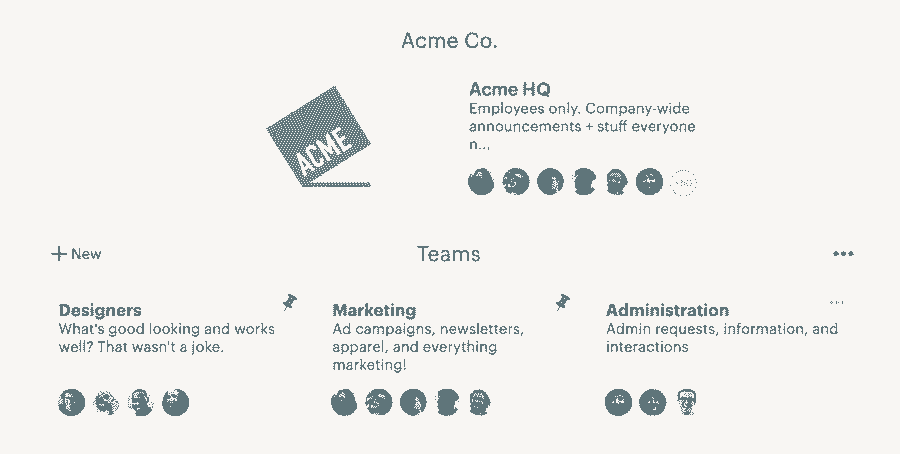 Acme Co.
ACME
Acme HQ
Employees only. Company-wide
announcements + stuff everyone
n...
+ New
Teams
Designers
What's good looking and works
well? That wasn't a joke.
Marketing
Ad campaigns, newsletters,
apparel, and everything
marketing!
Administration
Admin requests, information, and
interactions